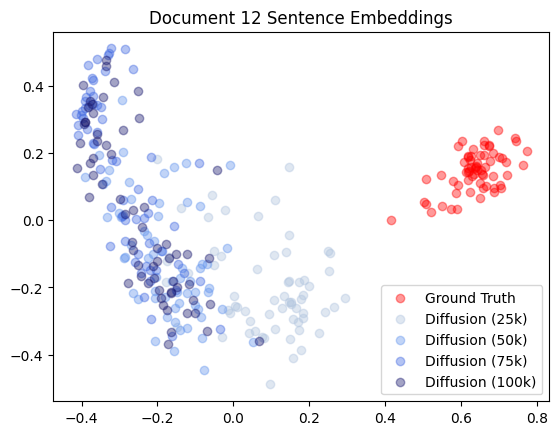 Document 12 Sentence Embeddings
0.4
0.2
0.0
−0.2
−0.4
−0.4
−0.2
0.0
0.2
0.4
0.6
0.8
Ground Truth
Diffusion (25k)
Diffusion (50k)
Diffusion (75k)
Diffusion (100k)